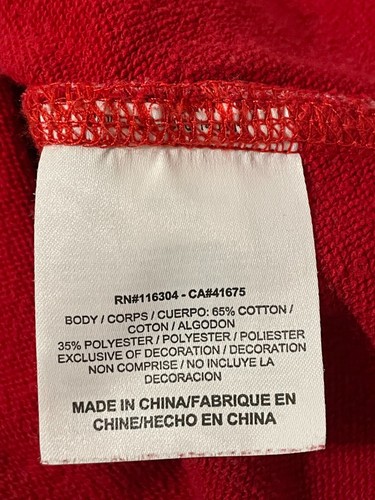 RN#116304 - CA#41675
BODY / CORPS / CUERPO: 65% COTTON /
COTON / ALGODON
35% POLYESTER / POLYESTER / POLIESTER
EXCLUSIVE OF DECORATION / DECORATION
NON COMPRISE / NO INCLUYE LA
DECORACION
MADE IN CHINA/FABRIQUE EN
CHINE/HECHO EN CHINA